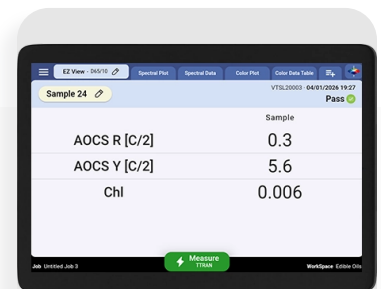 EZ View - D65/10
Spectral Plot
Spectral Data
Color Plot
Color Data Table
Sample 24
VTSL20003 - 04/01/2026 19:27
Pass
Sample
AOCS R [C/2] 0.3
AOCS Y [C/2] 5.6
Chl 0.006
Measure
TTRAN
Job Untitled Job 3
WorkSpace Edible Oils